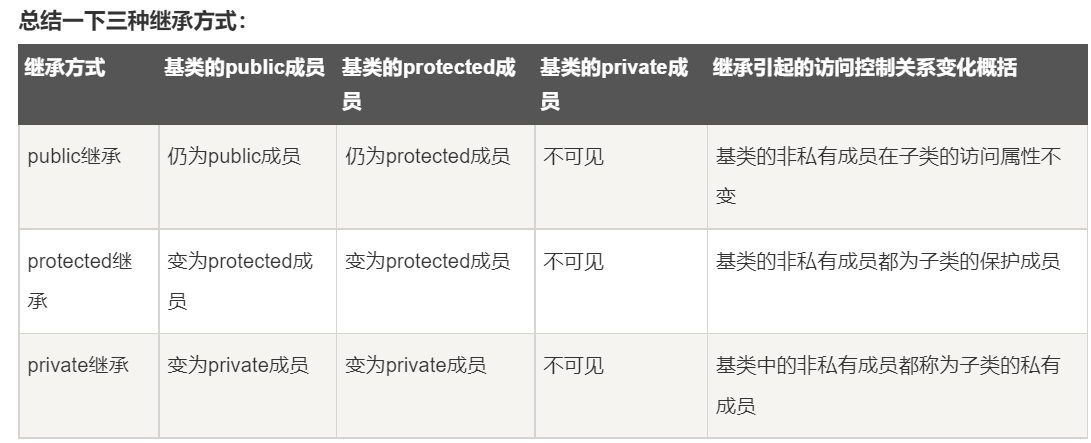 总结一下三种继承方式：
继承方式 基类的public成员 基类的protected成 基类的private成 继承引起的访问控制关系变化概括
员 员
public继承 仍为public成员 仍为protected成员 不可见 基类的非私有成员在子类的访问属性不
变
protected继 变为protected成 变为protected成员 不可见 基类的非私有成员都为子类的保护成员
承 员
private继承 变为private成员 变为private成员 不可见 基类中的非私有成员都称为子类的私有
成员